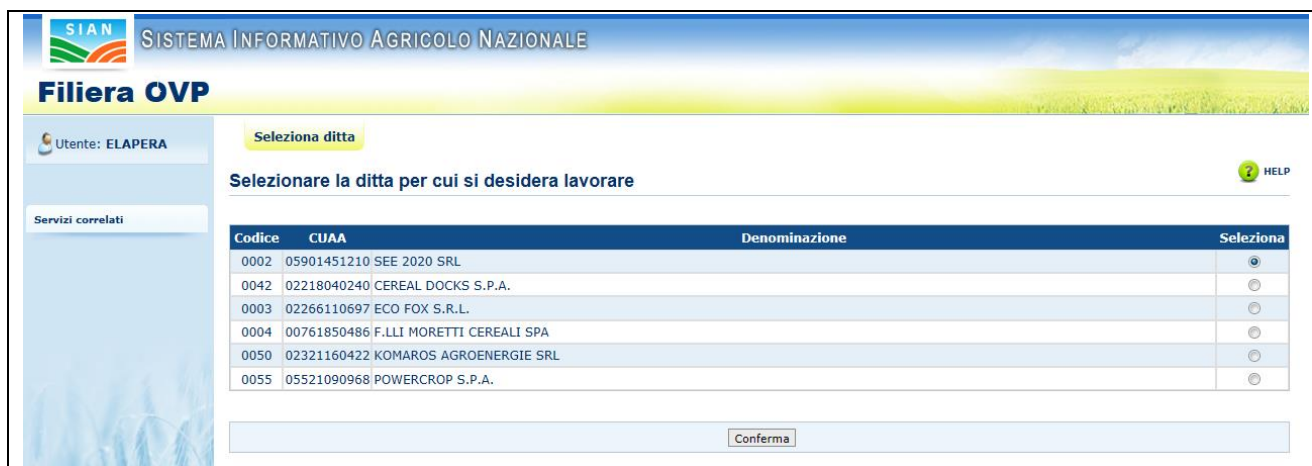 SIAN
SISTEMA INFORMATIVO AGRICOLO NAZIONALE
Filiera OVP
Utente: ELAPERA
Seleziona ditta
Selezionare la ditta per cui si desidera lavorare
? HELP
Servizi correlati
Codice CUAA Denominazione Seleziona
0002 05901451210 SEE 2020 SRL
0042 02218040240 CEREAL DOCKS S.P.A.
0003 02266110697 ECO FOX S.R.L.
0004 00761850486 F.LLI MORETTI CEREALI SPA
0050 02321160422 KOMAROS AGROENERGIE SRL
0055 05521090968 POWERCROP S.P.A.
Conferma